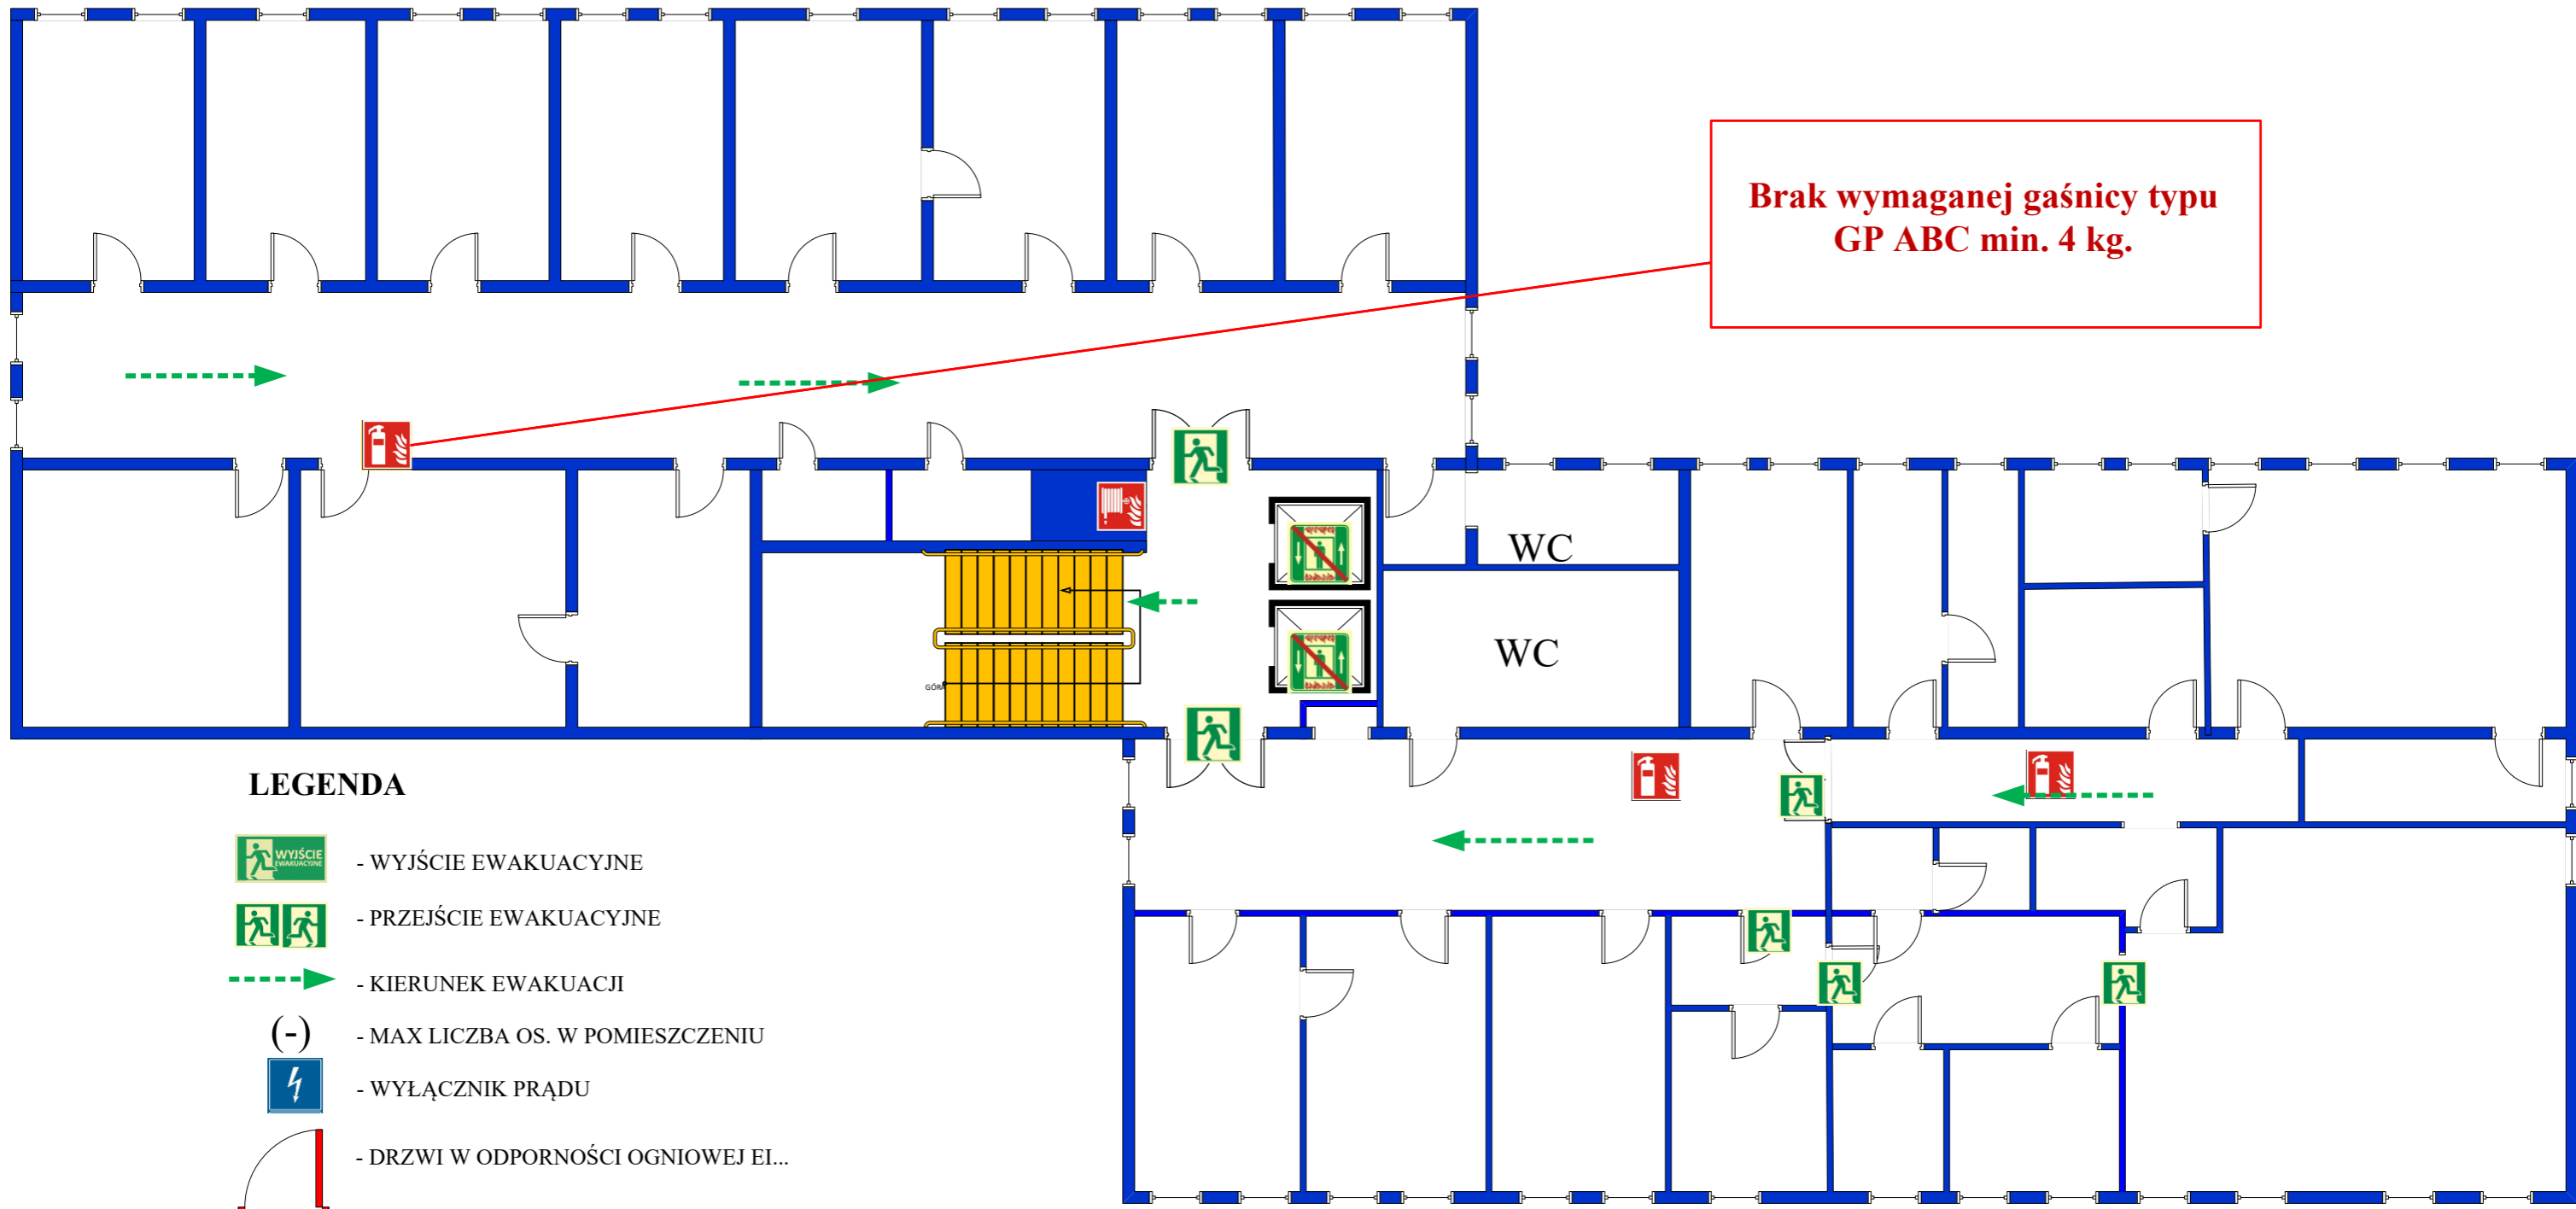 Brak wymaganej gaśnicy typu
GP ABC min. 4 kg.
WC
WC
GÓRA
LEGENDA
WYJŚCIE
EWAKUACYJNE
- WYJŚCIE EWAKUACYJNE
- PRZEJŚCIE EWAKUACYJNE
- KIERUNEK EWAKUACJI
(-) - MAX LICZBA OS. W POMIESZCZENIU
- WYŁĄCZNIK PRĄDU
- DRZWI W ODPORNOŚCI OGNIOWEJ EI...